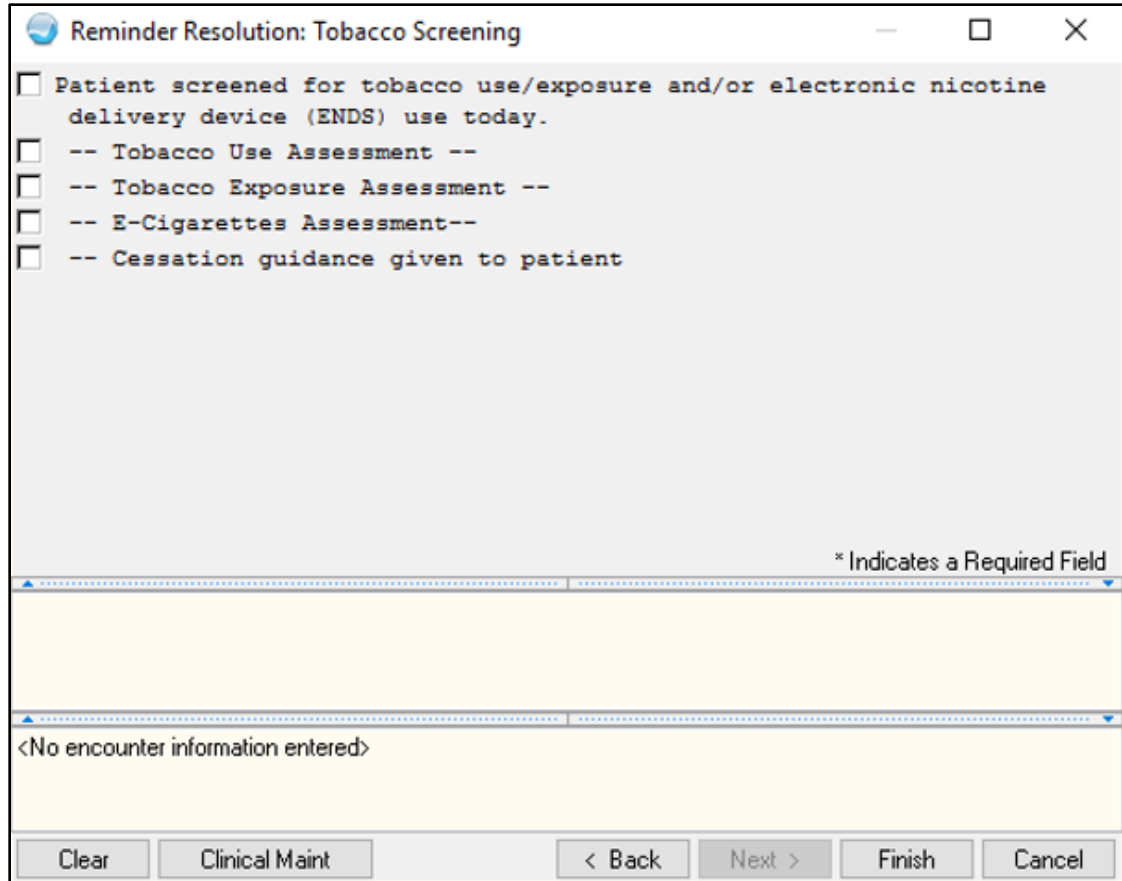 Reminder Resolution: Tobacco Screening
Patient screened for tobacco use/exposure and/or electronic nicotine
delivery device (ENDS) use today.
-- Tobacco Use Assessment --
-- Tobacco Exposure Assessment --
-- E-Cigarettes Assessment--
-- Cessation guidance given to patient
* Indicates a Required Field
<No encounter information entered>
Clear Clinical Maint < Back Next > Finish Cancel